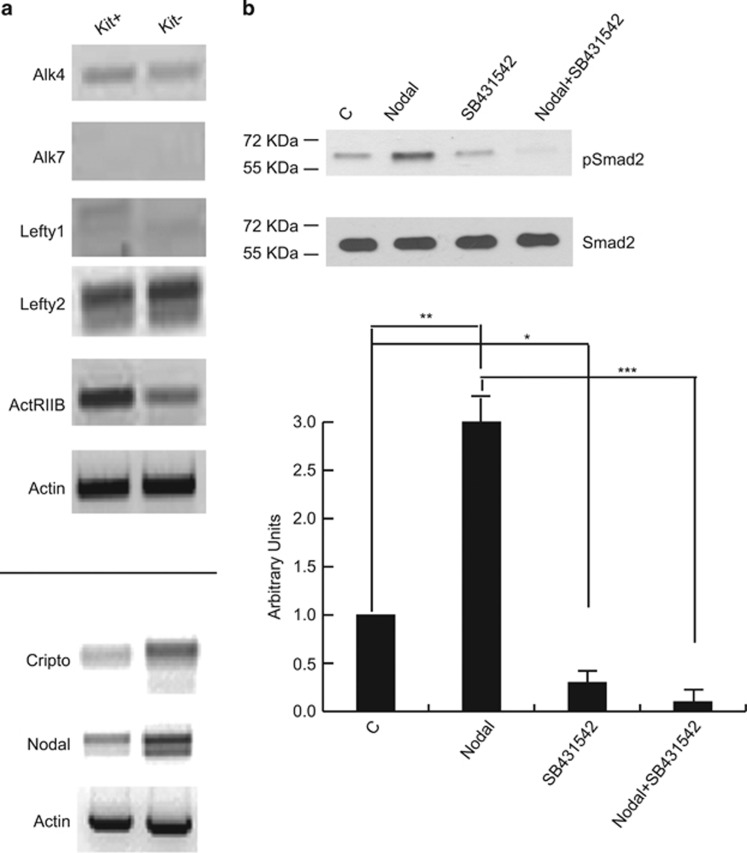 a
Kit+ Kit-
Alk4
Alk7
Lefty1
Lefty2
ActRIIB
Actin
Cripto
Nodal
Actin
b
C Nodal SB431542 Nodal+SB431542
72 KDa
55 KDa
pSmad2
72 KDa
55 KDa
Smad2
**
*
***
3.0
2.5
2.0
1.5
1.0
0.5
0.0
Arbitrary Units
C Nodal SB431542 Nodal+SB431542